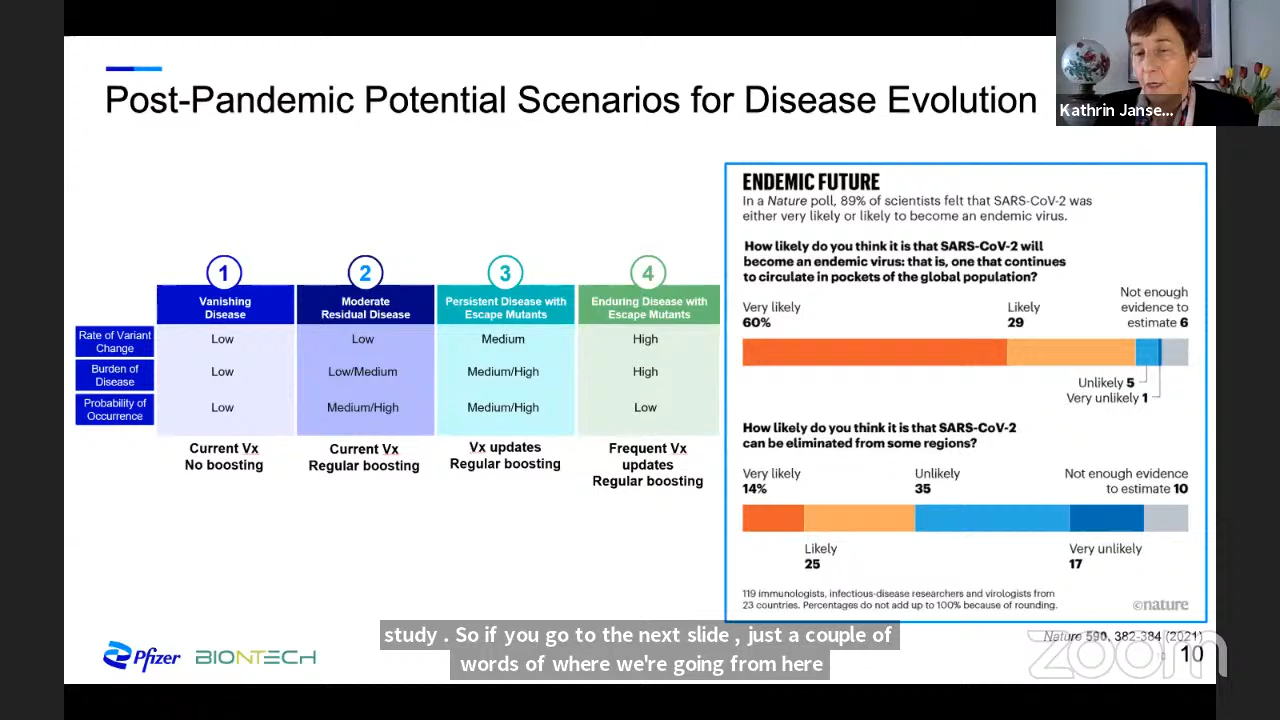 Post-Pandemic Potential Scenarios for Disease Evolution
Kathrin Janse...
1
2
3
4
Vanishing
Disease
Moderate
Residual Disease
Persistent Disease with
Escape Mutants
Enduring Disease with
Escape Mutants
Rate of Variant
Change
Low
Low
Medium
High
Burden of
Disease
Low
Low/Medium
Medium/High
High
Probability of
Occurrence
Low
Medium/High
Medium/High
Low
Current Vx
No boosting
Current Vx
Regular boosting
Vx updates
Regular boosting
Frequent Vx
updates
Regular boosting
ENDEMIC FUTURE
In a Nature poll, 89% of scientists felt that SARS-CoV-2 was
either very likely or likely to become an endemic virus.
How likely do you think it is that SARS-CoV-2 will
become an endemic virus: that is, one that continues
to circulate in pockets of the global population?
Very likely
60%
Likely
29
Not enough
evidence to
estimate 6
Unlikely 5
Very unlikely 1
How likely do you think it is that SARS-CoV-2
can be eliminated from some regions?
Very likely
14%
Unlikely
35
Not enough evidence
to estimate 10
Likely
25
Very unlikely
17
119 immunologists, infectious-disease researchers and virologists from
23 countries. Percentages do not add up to 100% because of rounding.
©nature
Nature 590, 382-384 (2021)
Pfizer
BIONTECH
study . So if you go to the next slide , just a couple of
words of where we're going from here
zoom
10